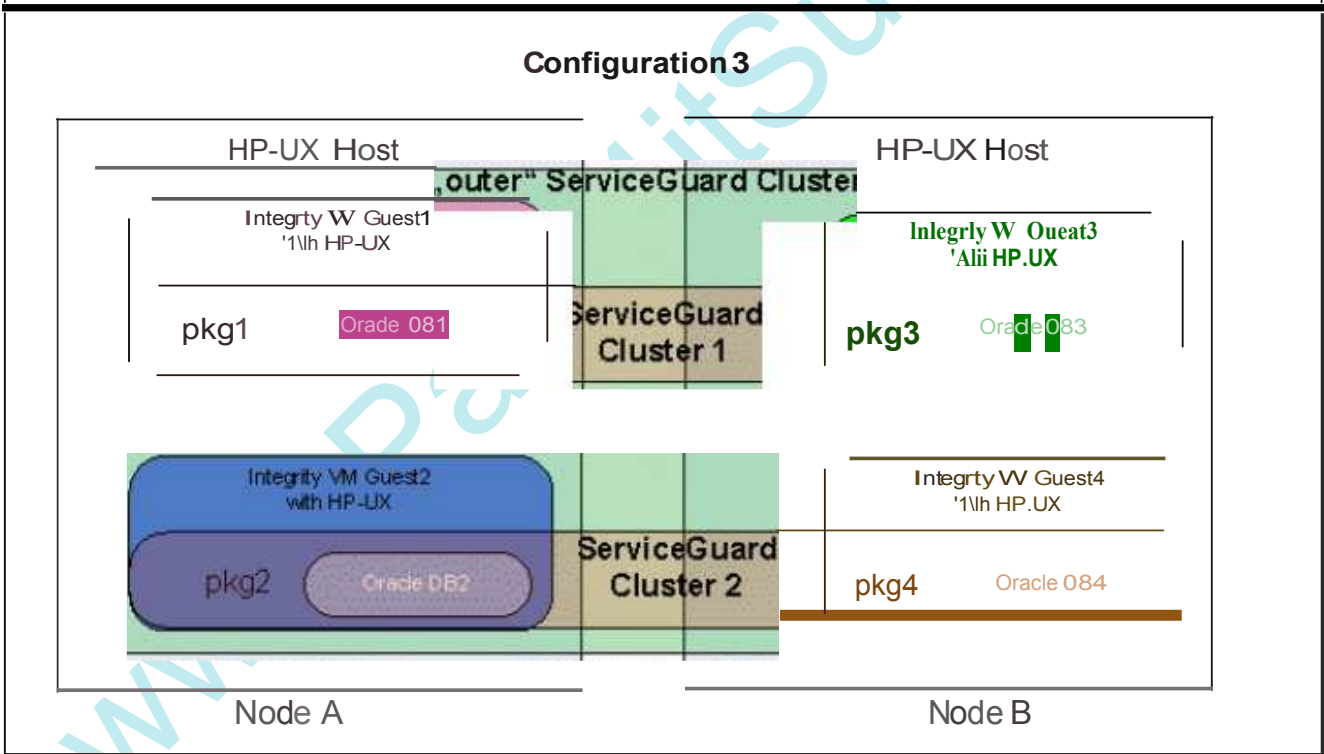 Configuration 3
HP-UX Host
HP-UX Host
„outer" ServiceGuard Cluster
Integrty W Guest1
'1\lh HP-UX
lnlegrly W Oueat3
'Alii HP.UX
pkg1
Orade 081
ServiceGuard
Cluster 1
pkg3
Orade 083
Integrity VM Guest2
with HP-UX
Integrty VV Guest4
'1\lh HP.UX
pkg2
Oracle DB2
ServiceGuard
Cluster 2
pkg4
Oracle 084
Node A
Node B